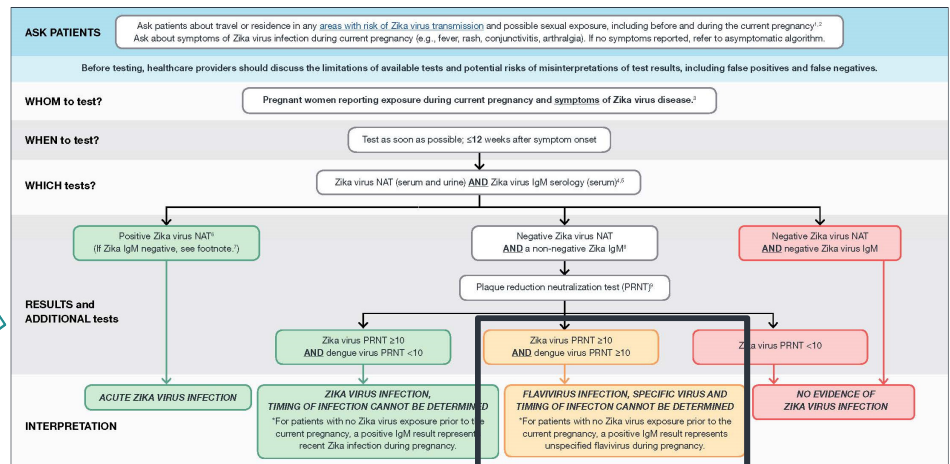 ASK PATIENTS
Ask patients about travel or residence in any areas with risk of Zika virus transmission and possible sexual exposure, including before and during the current pregnancy¹,².
Ask about symptoms of Zika virus infection during current pregnancy (e.g., fever, rash, conjunctivitis, arthralgia). If no symptoms reported, refer to asymptomatic algorithm.
Before testing, healthcare providers should discuss the limitations of available tests and potential risks of misinterpretations of test results, including false positives and false negatives.
WHOM to test?
Pregnant women reporting exposure during current pregnancy and symptoms of Zika virus disease.³
WHEN to test?
Test as soon as possible; ≤12 weeks after symptom onset
WHICH tests?
Zika virus NAT (serum and urine) AND Zika virus IgM serology (serum)⁴,⁵
Positive Zika virus NAT⁶
(If Zika IgM negative, see footnote.⁷)
Negative Zika virus NAT
AND a non-negative Zika IgM⁸
Negative Zika virus NAT
AND negative Zika virus IgM
Plaque reduction neutralization test (PRNT)⁹
RESULTS and
ADDITIONAL tests
Zika virus PRNT ≥10
AND dengue virus PRNT <10
Zika virus PRNT ≥10
AND dengue virus PRNT ≥10
Zika virus PRNT <10
INTERPRETATION
ACUTE ZIKA VIRUS INFECTION
ZIKA VIRUS INFECTION,
TIMING OF INFECTION CANNOT BE DETERMINED
*For patients with no Zika virus exposure prior to the
current pregnancy, a positive IgM result represents
recent Zika infection during pregnancy.
FLAVIVIRUS INFECTION, SPECIFIC VIRUS AND
TIMING OF INFECTON CANNOT BE DETERMINED
*For patients with no Zika virus exposure prior to the
current pregnancy, a positive IgM result represents
unspecified flavivirus during pregnancy.
NO EVIDENCE OF
ZIKA VIRUS INFECTION